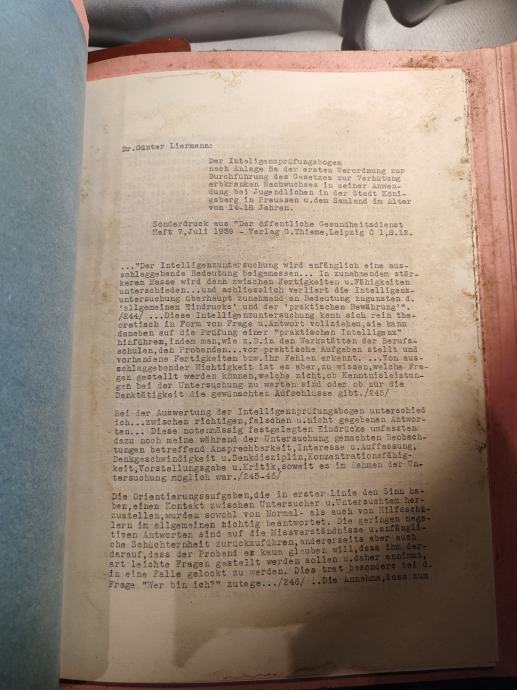 Dr.Günter Liermann:
Der Inteligenzprüfungsbogen
nach Anlage 5a der ersten Verordnung zur
Durchführung des Gesetzes zur Verhütung
erbkranken Nachwuchses in seiner Anwen-
dung bei Jugendlichen in der Stadt Köni-
gsberg in Preussen u.dem Samland im Alter
von 14-18 Jahren.
Sonderdruck aus "Der öffentliche Gesundheitsdienst
Heft 7,Juli 1939 - Verlag G.Thieme,Leipzig C 1,S.12.
..."Der Intelligenzuntersuchung wird anfänglich eine aus-
schlaggebende Bedeutung beigemessen... In zunehmendem stär-
kerem Masse wird dann zwischen Fertigkeiten u.Fähigkeiten
unterschieden...und schliesslich verliert die Intelligenz-
untersuchung überhaupt zunehmend an Bedeutung zugunsten d.
'allgemeinen Eindrucks' und der 'praktischen Bewährung'".
/244/ ...Diese Intelligenzuntersuchung kann sich rein the-
oretisch in Form von Frage u.Antwort vollziehen,sie kann
daneben auf die Prüfung einer "praktischen Intelligenz"
hinführen,indem man,wie z.B.in den Werkstätten der Berufs-
schulen,den Probanden...vor praktische Aufgaben stellt und
vorhandene Fertigkeiten bzw.ihr Fehlen erkennt. ...Von aus-
schlaggebender Wichtigkeit ist es aber,zu wissen,welche Fra-
gen gestellt werden können,welche nicht,ob Kenntnisleistun-
gen bei der Untersuchung zu werten sind oder ob nur die
Denktätigkeit die gewünschten Aufschlüsse gibt./245/
Bei der Auswertung der Intelligenzprüfungsbogen unterschied
ich...zwischen richtigen,falschen u.nicht gegebenen Antwor-
ten... Diese notenmässig festgelegten Eindrücke umfassten
dazu noch meine während der Untersuchung gemachten Beobach-
tungen betreffend Ansprechbarkeit,Interesse u.Auffassung,
Denkgeschwindigkeit u.Denkdisziplin,Konzentrationsfähig-
keit,Vorstellungsgabe u.Kritik,soweit es im Rahmen der Un-
tersuchung möglich war./245-46/
Die Orientierungsaufgaben,die in erster Linie den Sinn ha-
ben,einen Kontakt zwischen Untersucher u.Untersuchtem her-
zustellen,wurden sowohl von Normal- als auch von Hilfsschü-
lern im allgemeinen richtig beantwortet. Die geringen nega-
tiven Antworten sind auf die Missverständnisse u.anfängli-
che Schüchternheit zurückzuführen,andererseits aber auch
darauf,dass der Proband es kaum glauben will,dass ihm der-
art leichte Fragen gestellt werden sollen u.daher annimmt,
in eine Falle gelockt zu werden. Dies trat besonders bei d.
Frage "Wer bin ich?" zutage.../246/ ..Die Annahme,dass zum